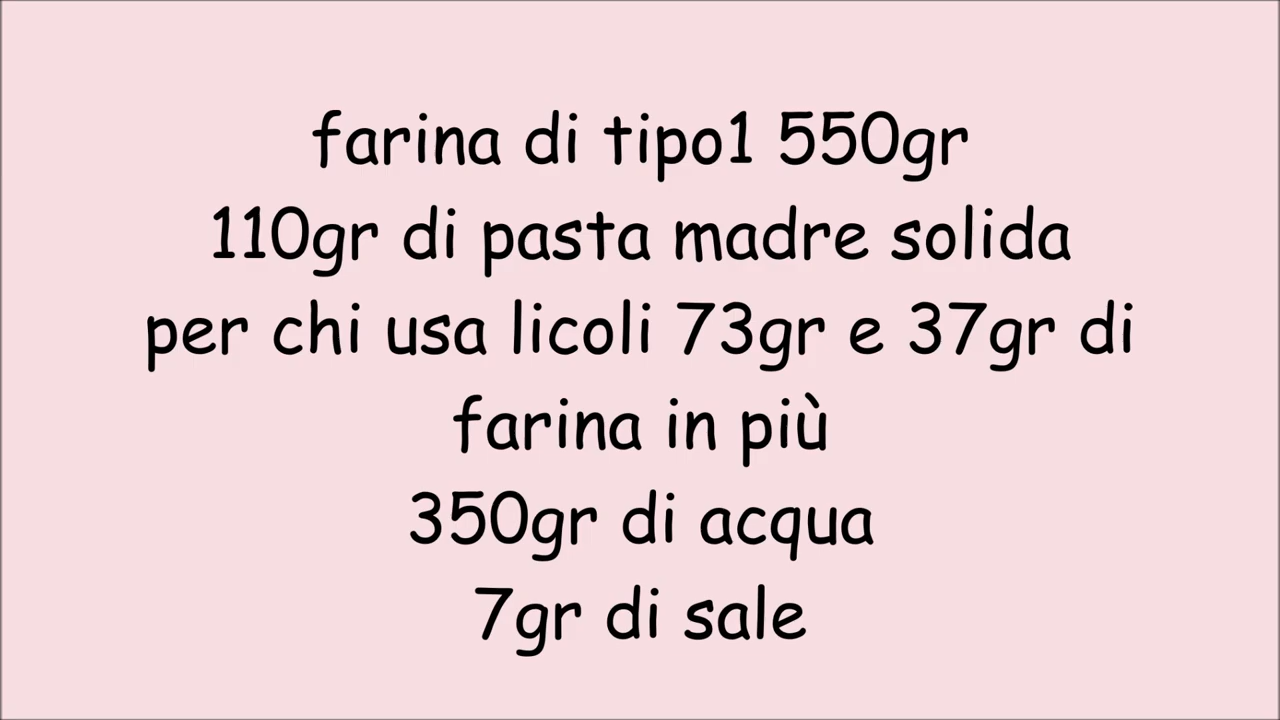 farina di tipo1 550gr
110gr di pasta madre solida
per chi usa licoli 73gr e 37gr di
farina in più
350gr di acqua
7gr di sale